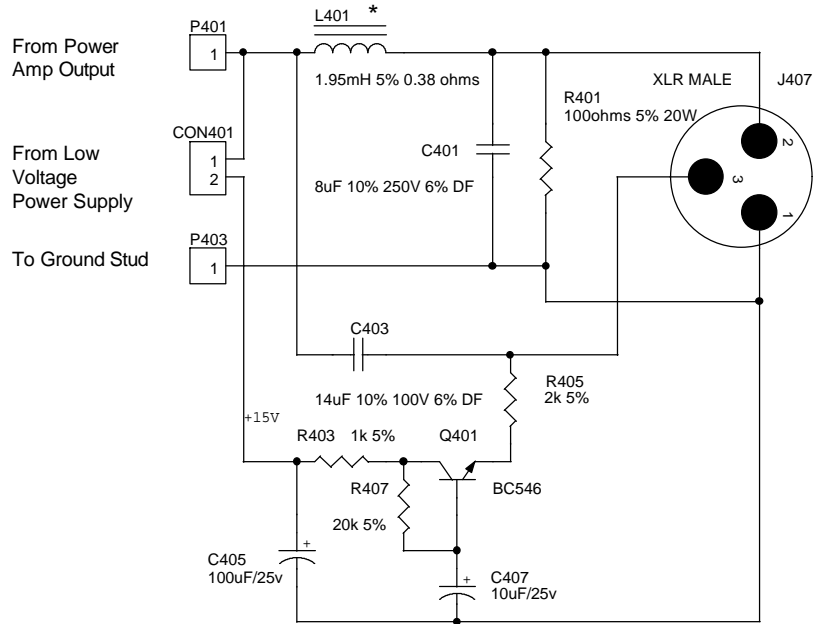 L401 *
P401
1
From Power
Amp Output
1.95mH 5% 0.38 ohms
XLR MALE J407
R401
100ohms 5% 20W
CON401
1
2
From Low
Voltage
Power Supply
C401
8uF 10% 250V 6% DF
2
3
1
P403
1
To Ground Stud
C403
14uF 10% 100V 6% DF
R405
2k 5%
+15V
R403 1k 5%
Q401
BC546
R407
20k 5%
+
C405
100uF/25v
+
C407
10uF/25v